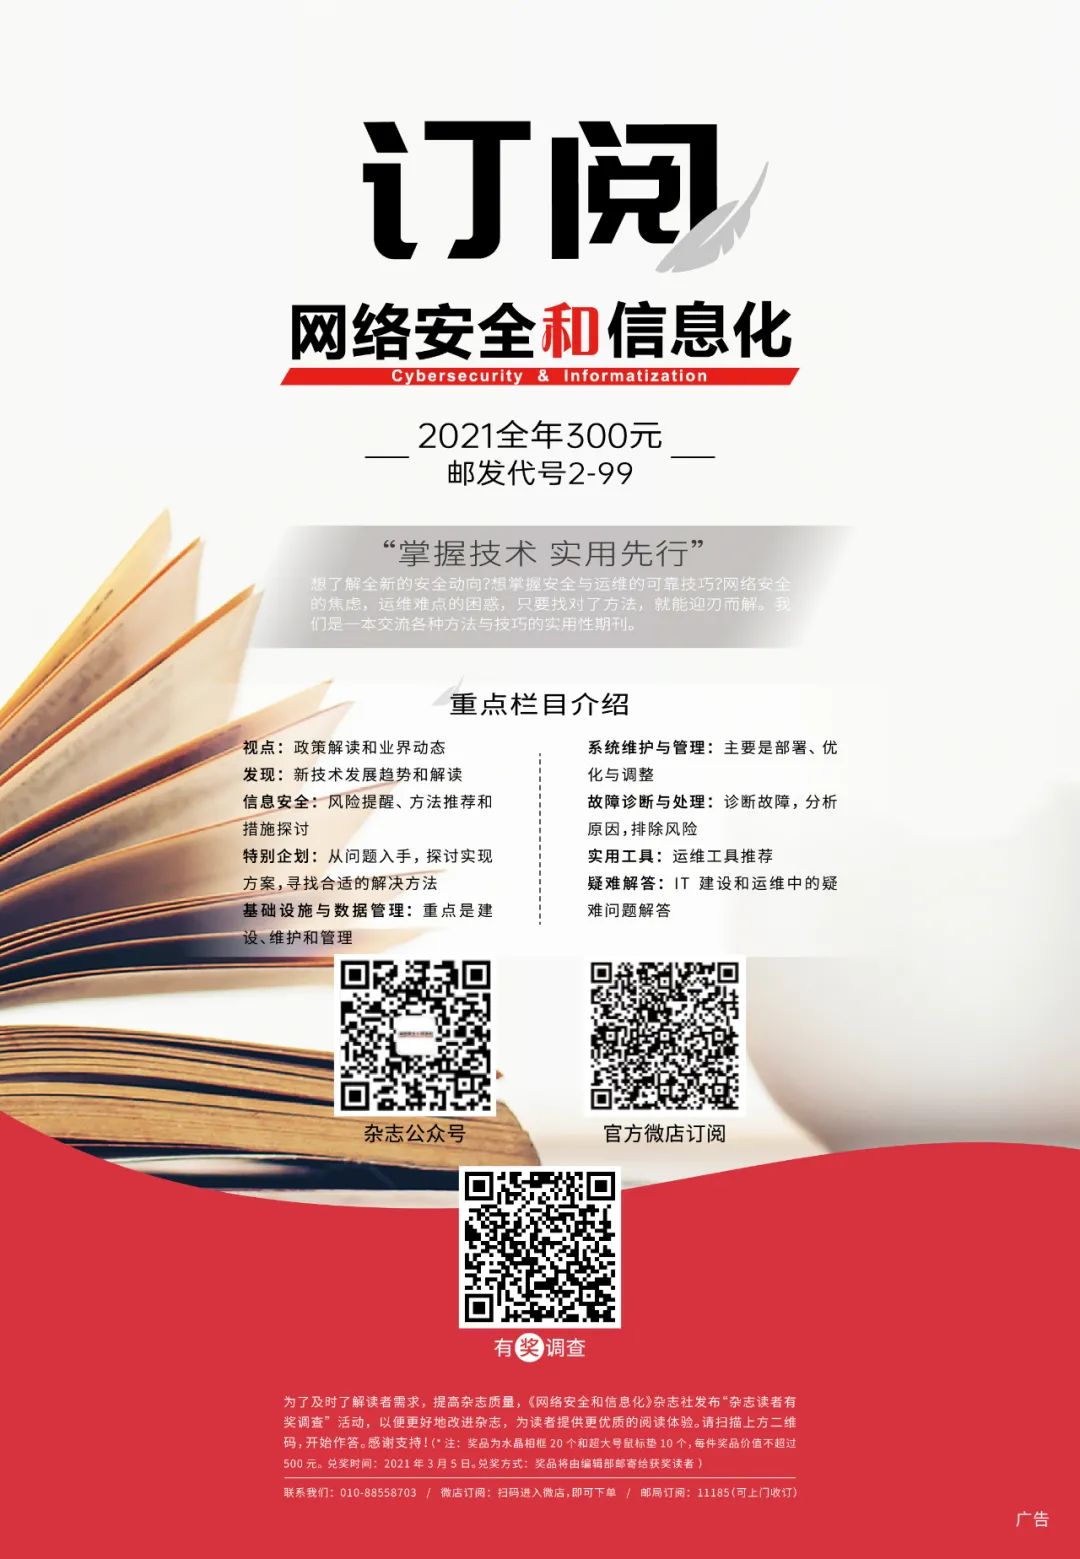 订阅
网络安全和信息化
Cybersecurity & Informatization
2021全年300元
邮发代号2-99
“掌握技术 实用先行”
想了解全新的安全动向?想掌握安全与运维的可靠技巧?网络安全
的焦虑，运维难点的困惑，只要找对了方法，就能迎刃而解。我
们是一本交流各种方法与技巧的实用性期刊。
重点栏目介绍
视点：政策解读和业界动态
发现：新技术发展趋势和解读
信息安全：风险提醒、方法推荐和
措施探讨
特别企划：从问题入手，探讨实现
方案，寻找合适的解决方法
基础设施与数据管理：重点是建
设、维护和管理
系统维护与管理：主要是部署、优
化与调整
故障诊断与处理：诊断故障，分析
原因，排除风险
实用工具：运维工具推荐
疑难解答：IT 建设和运维中的疑
难问题解答
杂志公众号
官方微店订阅
有奖调查
为了及时了解读者需求，提高杂志质量，《网络安全和信息化》杂志社发布“杂志读者有
奖调查”活动，以便更好地改进杂志，为读者提供更优质的阅读体验。请扫描上方二维
码，开始作答。感谢支持！（*注：奖品为水晶相框 20 个和超大号鼠标垫 10 个，每件奖品价值不超过
500 元。兑奖时间：2021 年 3 月 5 日。兑奖方式：奖品将由编辑部邮寄给获奖读者）
联系我们：010-88558703 / 微店订阅：扫码进入微店，即可下单 / 邮局订阅：11185（可上门收订）
广告